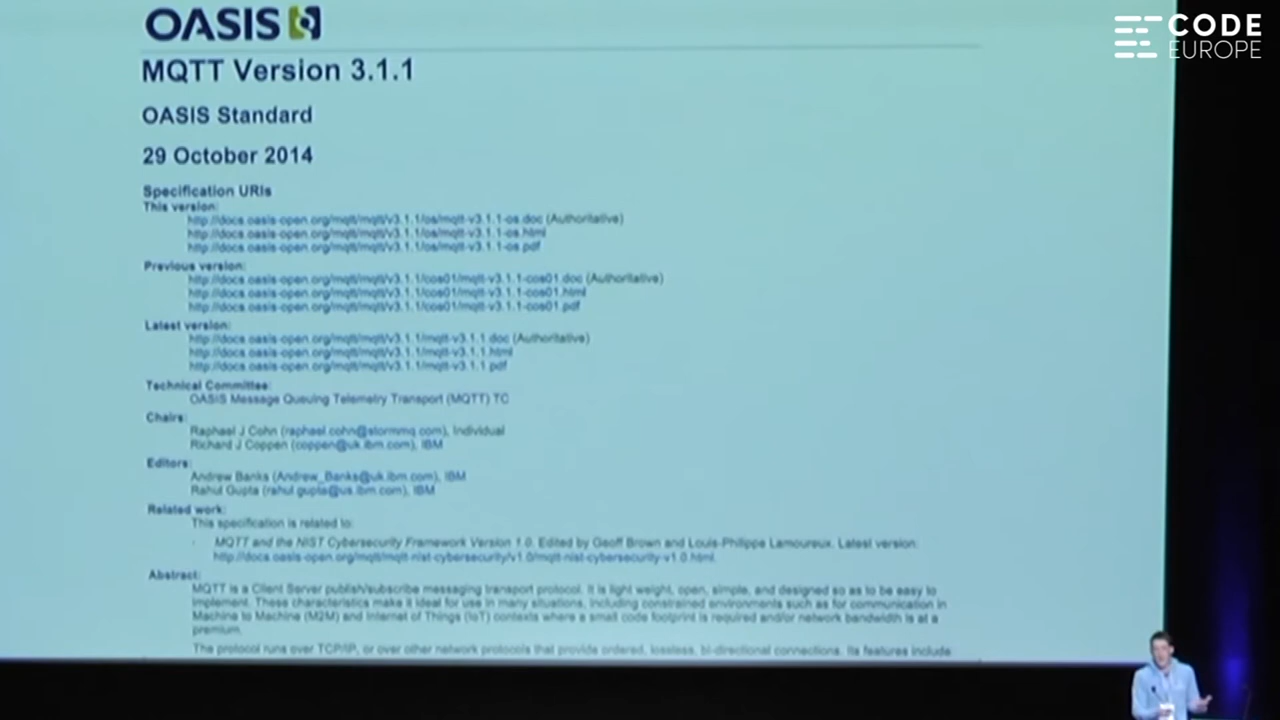 OASIS
CODE
EUROPE
MQTT Version 3.1.1
OASIS Standard
29 October 2014
Specification URIs
This version:
http://docs.oasis-open.org/mqtt/mqtt/v3.1.1/os/mqtt-v3.1.1-os.doc (Authoritative)
http://docs.oasis-open.org/mqtt/mqtt/v3.1.1/os/mqtt-v3.1.1-os.html
http://docs.oasis-open.org/mqtt/mqtt/v3.1.1/os/mqtt-v3.1.1-os.pdf
Previous version:
http://docs.oasis-open.org/mqtt/mqtt/v3.1.1/cos01/mqtt-v3.1.1-cos01.doc (Authoritative)
http://docs.oasis-open.org/mqtt/mqtt/v3.1.1/cos01/mqtt-v3.1.1-cos01.html
http://docs.oasis-open.org/mqtt/mqtt/v3.1.1/cos01/mqtt-v3.1.1-cos01.pdf
Latest version:
http://docs.oasis-open.org/mqtt/mqtt/v3.1.1/mqtt-v3.1.1.doc (Authoritative)
http://docs.oasis-open.org/mqtt/mqtt/v3.1.1/mqtt-v3.1.1.html
http://docs.oasis-open.org/mqtt/mqtt/v3.1.1/mqtt-v3.1.1.pdf
Technical Committee:
OASIS Message Queuing Telemetry Transport (MQTT) TC
Chairs:
Raphael J Cohn (raphael.cohn@stormmq.com), Individual
Richard J Coppen (coppen@uk.ibm.com), IBM
Editors:
Andrew Banks (Andrew_Banks@uk.ibm.com), IBM
Rahul Gupta (rahul.gupta@us.ibm.com), IBM
Related work:
This specification is related to:
· MQTT and the NIST Cybersecurity Framework Version 1.0. Edited by Geoff Brown and Louis-Philippe Lamoureux. Latest version:
http://docs.oasis-open.org/mqtt/mqtt-nist-cybersecurity/v1.0/mqtt-nist-cybersecurity-v1.0.html.
Abstract:
MQTT is a Client Server publish/subscribe messaging transport protocol. It is light weight, open, simple, and designed so as to be easy to
implement. These characteristics make it ideal for use in many situations, including constrained environments such as for communication in
Machine to Machine (M2M) and Internet of Things (IoT) contexts where a small code footprint is required and/or network bandwidth is at a
premium.
The protocol runs over TCP/IP, or over other network protocols that provide ordered, lossless, bi-directional connections. Its features include: